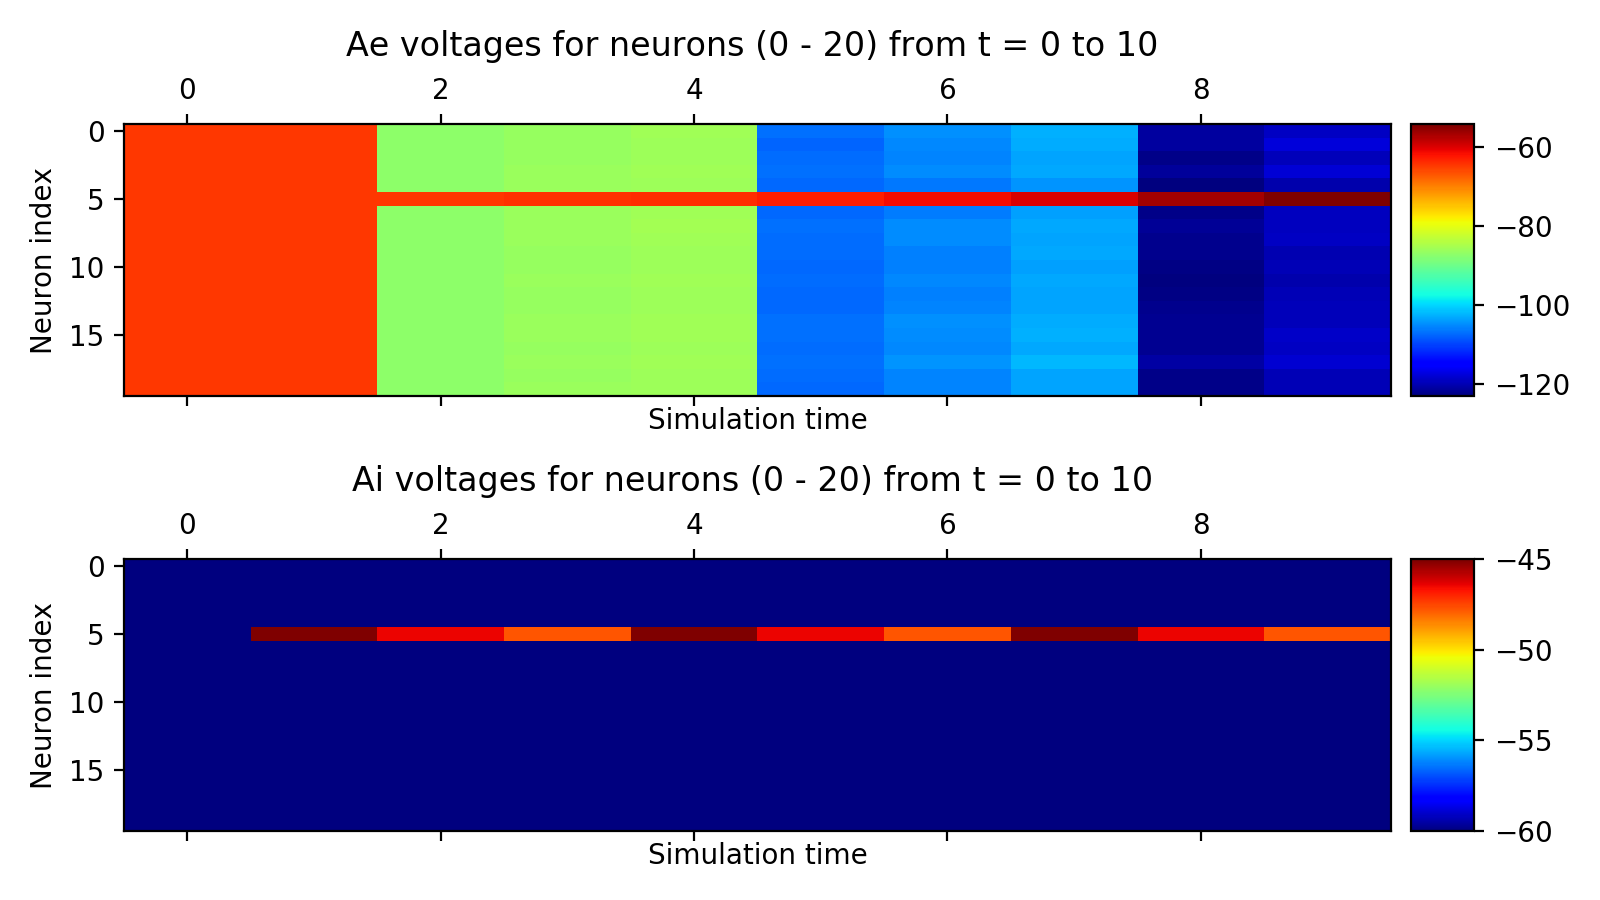 Ae voltages for neurons (0 - 20) from t = 0 to 10
0 2 4 6 8
Neuron index
0
5
10
15
−60
−80
−100
−120
Simulation time
Ai voltages for neurons (0 - 20) from t = 0 to 10
0 2 4 6 8
Neuron index
0
5
10
15
−45
−50
−55
−60
Simulation time